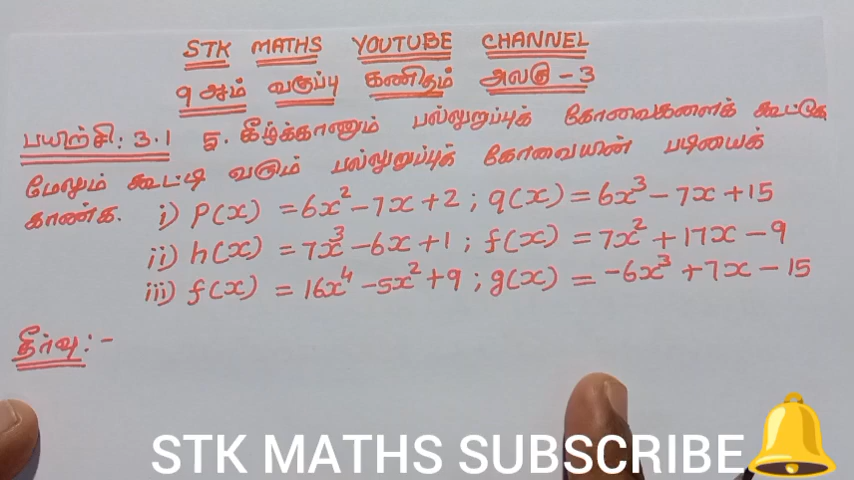 STK MATHS YOUTUBE CHANNEL
9 ஆம் வகுப்பு கணிதம் அலகு - 3
பயிற்சி: 3.1 5. கீழ்க்காணும் பல்லுறுப்புக் கோவைகளைக் கூட்டுக
மேலும் கூட்டி வரும் பல்லுறுப்புக் கோவையின் படியைக்
காண்க. i) P(x) = 6x² - 7x + 2 ; q(x) = 6x³ - 7x + 15
ii) h(x) = 7x³ - 6x + 1 ; f(x) = 7x² + 17x - 9
iii) f(x) = 16x⁴ - 5x² + 9 ; g(x) = -6x³ + 7x - 15
தீர்வு :-
STK MATHS SUBSCRIBE